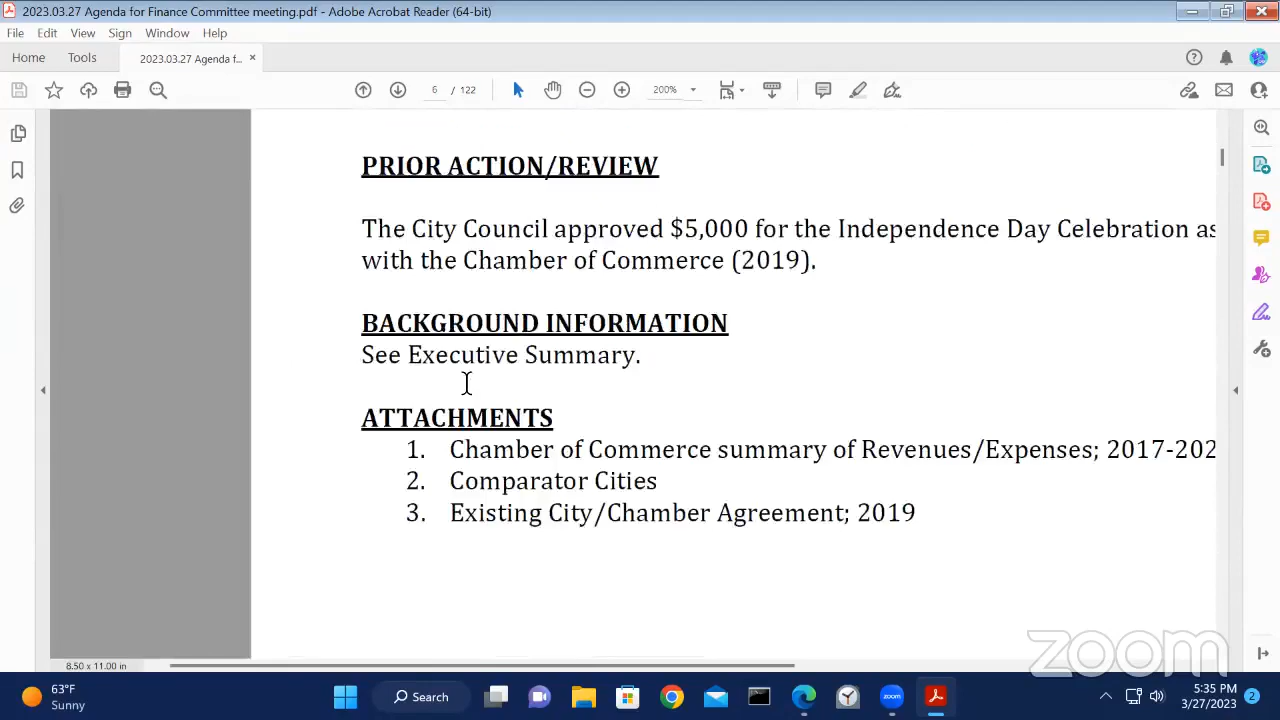 2023.03.27 Agenda for Finance Committee meeting.pdf - Adobe Acrobat Reader (64-bit)
File Edit View Sign Window Help
Home Tools 2023.03.27 Agenda f... ×
6 / 122 200%
PRIOR ACTION/REVIEW
The City Council approved $5,000 for the Independence Day Celebration as
with the Chamber of Commerce (2019).
BACKGROUND INFORMATION
See Executive Summary.
ATTACHMENTS
1. Chamber of Commerce summary of Revenues/Expenses; 2017-202
2. Comparator Cities
3. Existing City/Chamber Agreement; 2019
zoom
8.50 x 11.00 in
63°F
Sunny
Search
zoom
5:35 PM
3/27/2023
2